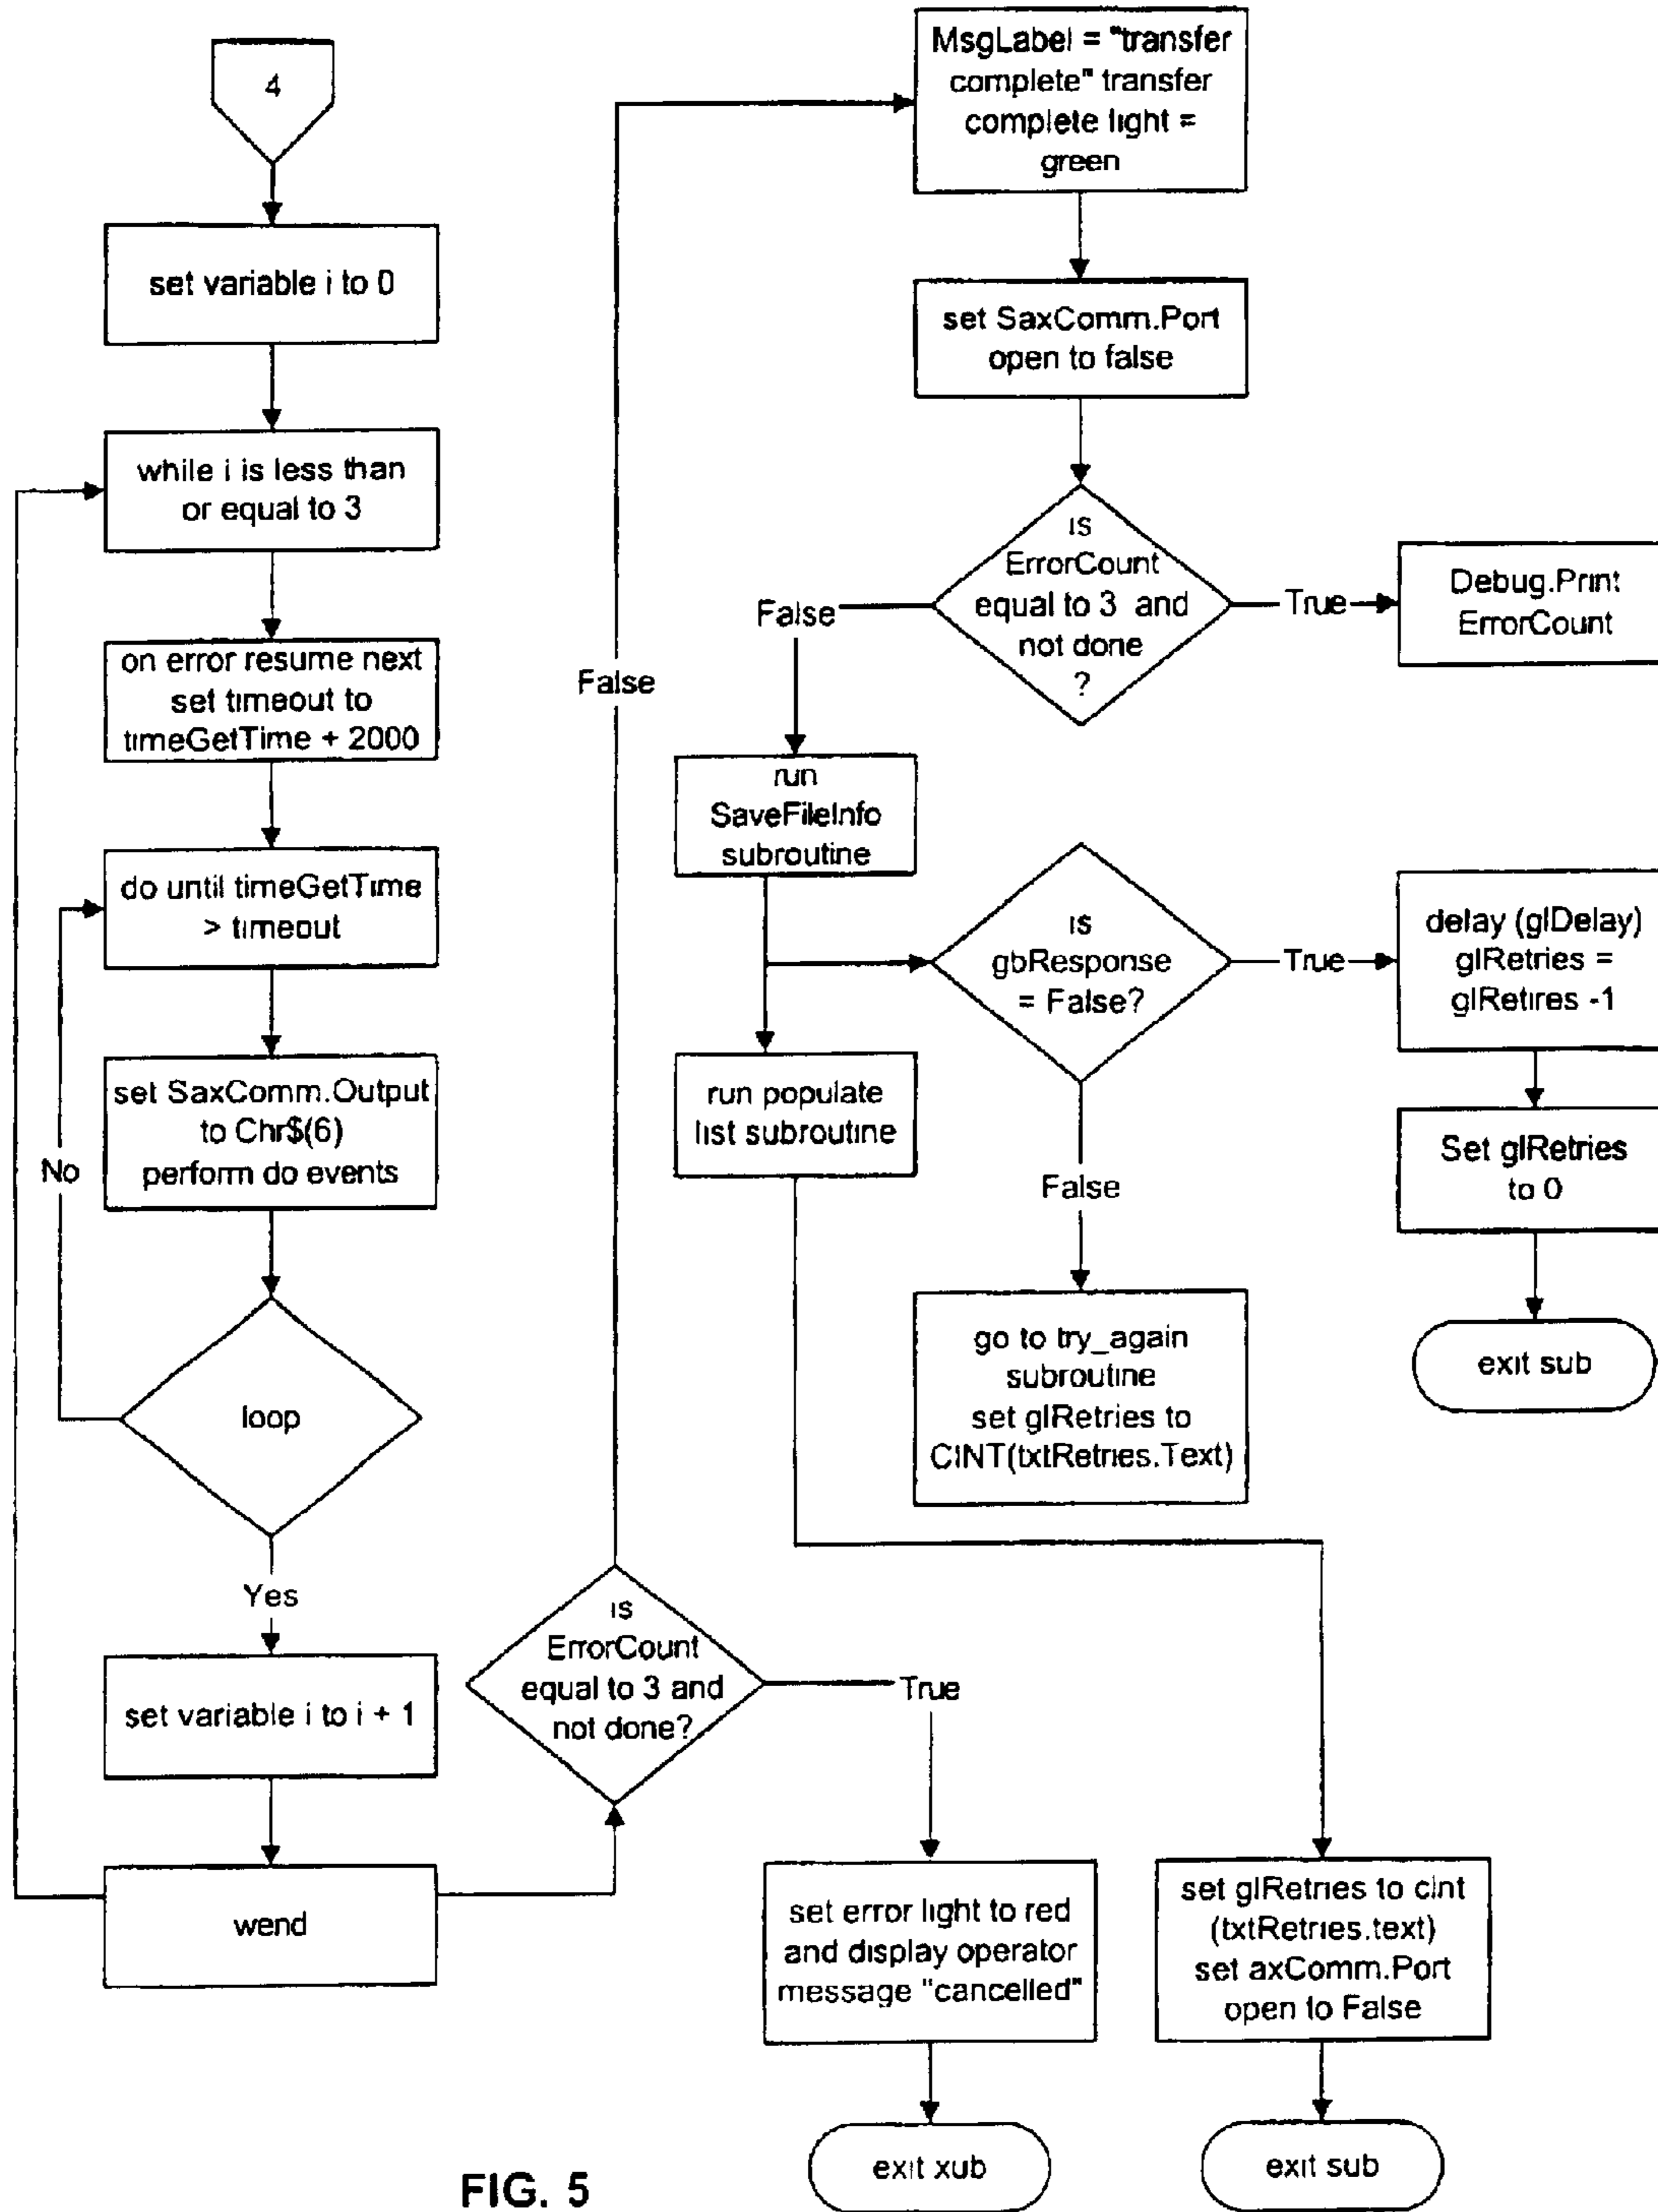 4
set variable i to 0
while i is less than
or equal to 3
on error resume next
set timeout to
timeGetTime + 2000
do until timeGetTime
> timeout
set SaxComm.Output
to Chr$(6)
perform do events
No
loop
Yes
set variable i to i + 1
wend
is
ErrorCount
equal to 3 and
not done?
False
True
set error light to red
and display operator
message "cancelled"
exit xub
MsgLabel = "transfer
complete" transfer
complete light =
green
set SaxComm.Port
open to false
is
ErrorCount
equal to 3 and
not done
?
True
Debug.Print
ErrorCount
False
run
SaveFileInfo
subroutine
is
gbResponse
= False?
True
delay (glDelay)
glRetries =
glRetires -1
Set glRetries
to 0
exit sub
False
go to try_again
subroutine
set glRetries to
CINT(txtRetries.Text)
run populate
list subroutine
set glRetries to cint
(txtRetries.text)
set axComm.Port
open to False
exit sub
FIG. 5